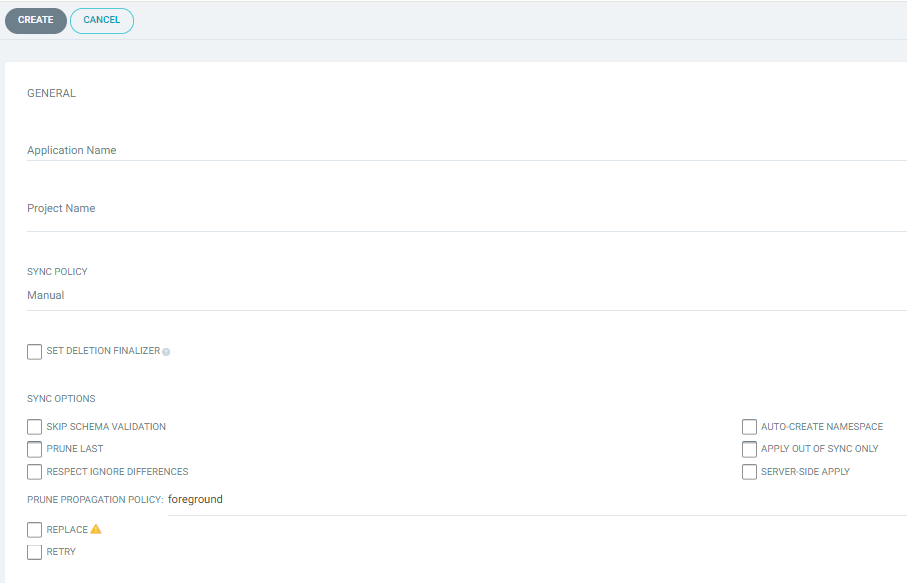 CREATE CANCEL
GENERAL
Application Name
Project Name
SYNC POLICY
Manual
SET DELETION FINALIZER
SYNC OPTIONS
SKIP SCHEMA VALIDATION AUTO-CREATE NAMESPACE
PRUNE LAST APPLY OUT OF SYNC ONLY
RESPECT IGNORE DIFFERENCES SERVER-SIDE APPLY
PRUNE PROPAGATION POLICY: foreground
REPLACE
RETRY